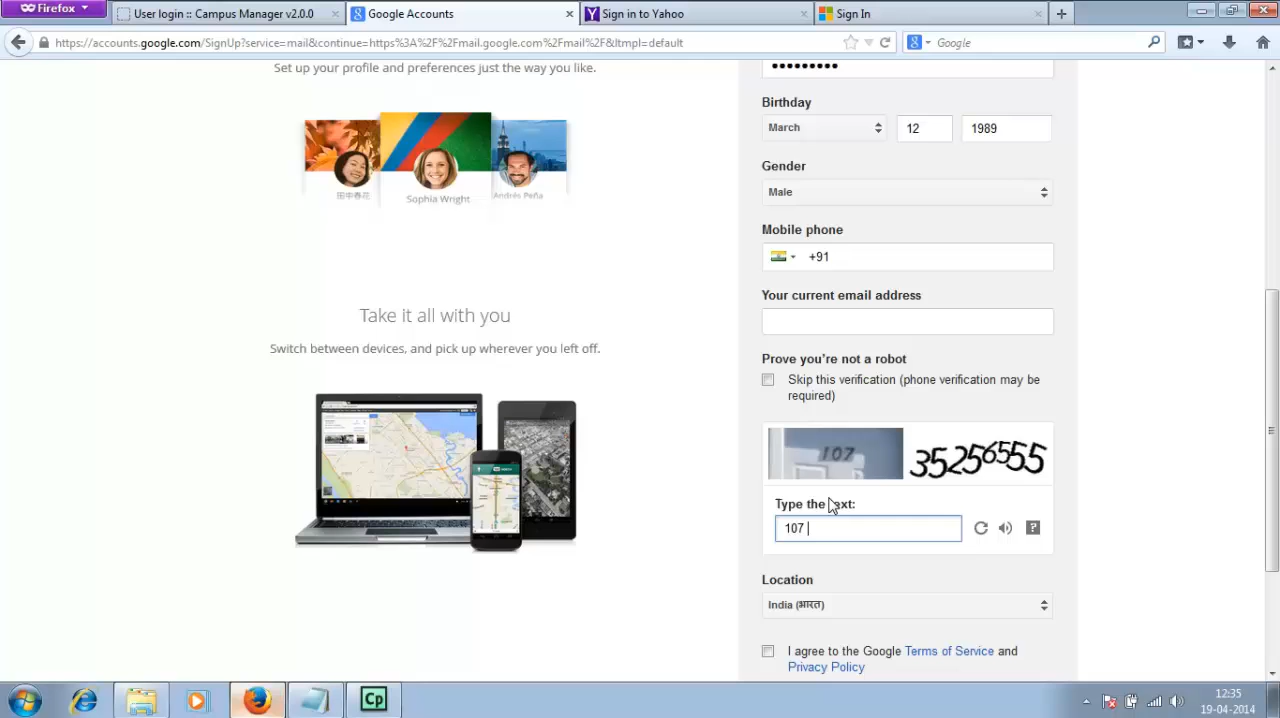 Firefox
User login :: Campus Manager v2.0.0
Google Accounts
Sign in to Yahoo
Sign In
https://accounts.google.com/SignUp?service=mail&continue=https%3A%2F%2Fmail.google.com%2Fmail%2F&ltmpl=default
Google
Set up your profile and preferences just the way you like.
Sophia Wright
Andrés Peña
Take it all with you
Switch between devices, and pick up wherever you left off.
Birthday
March
12
1989
Gender
Male
Mobile phone
+91
Your current email address
Prove you're not a robot
Skip this verification (phone verification may be
required)
107
35256555
Type the text:
107
Location
India (भारत)
I agree to the Google Terms of Service and
Privacy Policy
Cp
12:35
19-04-2014